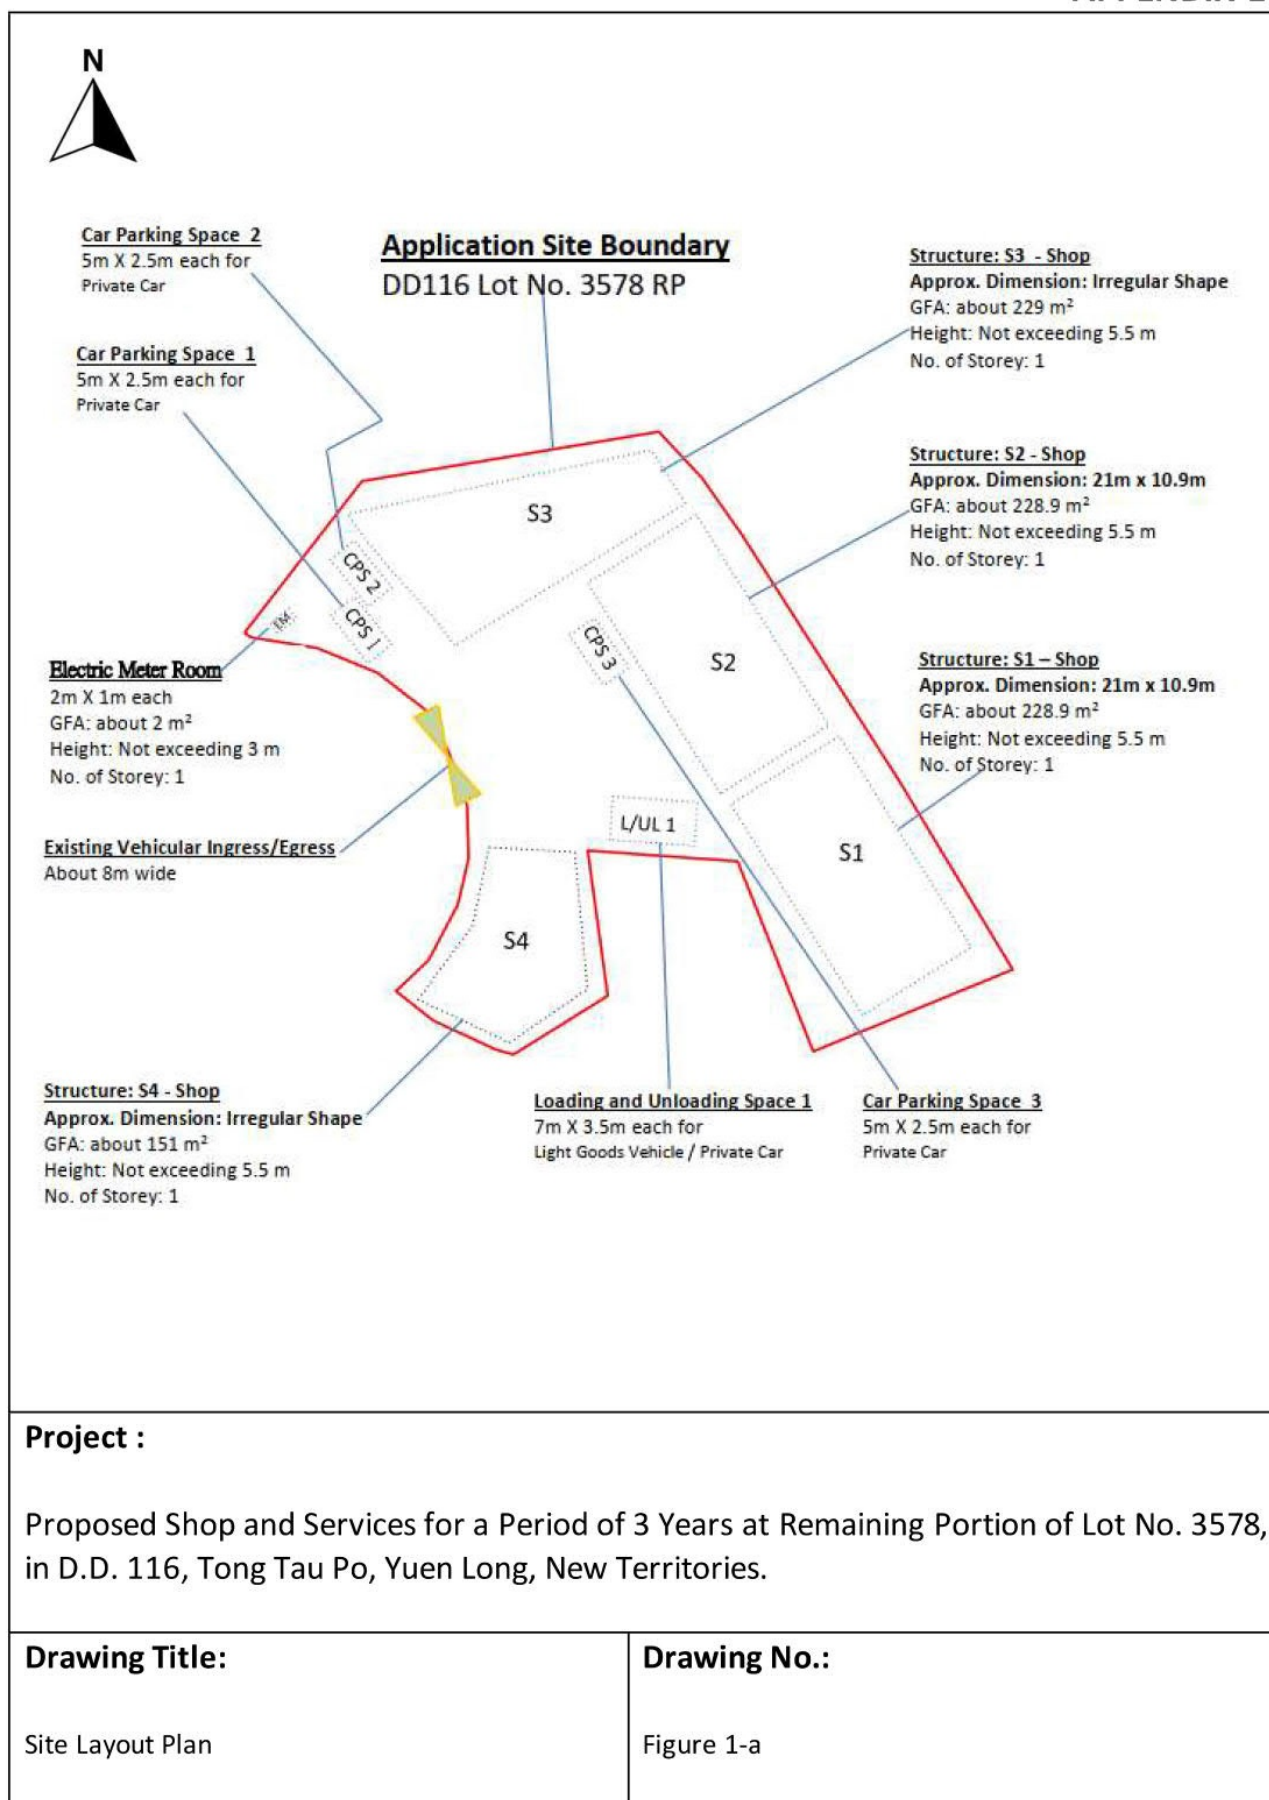 N
Car Parking Space 2
5m X 2.5m each for
Private Car
Application Site Boundary
DD116 Lot No. 3578 RP
Structure: S3 - Shop
Approx. Dimension: Irregular Shape
GFA: about 229 m²
Height: Not exceeding 5.5 m
No. of Storey: 1
Car Parking Space 1
5m X 2.5m each for
Private Car
Structure: S2 - Shop
Approx. Dimension: 21m x 10.9m
GFA: about 228.9 m²
Height: Not exceeding 5.5 m
No. of Storey: 1
S3
CPS 2
EM
CPS 1
CPS 3
S2
Electric Meter Room
2m X 1m each
GFA: about 2 m²
Height: Not exceeding 3 m
No. of Storey: 1
Structure: S1 – Shop
Approx. Dimension: 21m x 10.9m
GFA: about 228.9 m²
Height: Not exceeding 5.5 m
No. of Storey: 1
Existing Vehicular Ingress/Egress
About 8m wide
L/UL 1
S1
S4
Structure: S4 - Shop
Approx. Dimension: Irregular Shape
GFA: about 151 m²
Height: Not exceeding 5.5 m
No. of Storey: 1
Loading and Unloading Space 1
7m X 3.5m each for
Light Goods Vehicle / Private Car
Car Parking Space 3
5m X 2.5m each for
Private Car
Project :
Proposed Shop and Services for a Period of 3 Years at Remaining Portion of Lot No. 3578,
in D.D. 116, Tong Tau Po, Yuen Long, New Territories.
Drawing Title:
Site Layout Plan
Drawing No.:
Figure 1-a